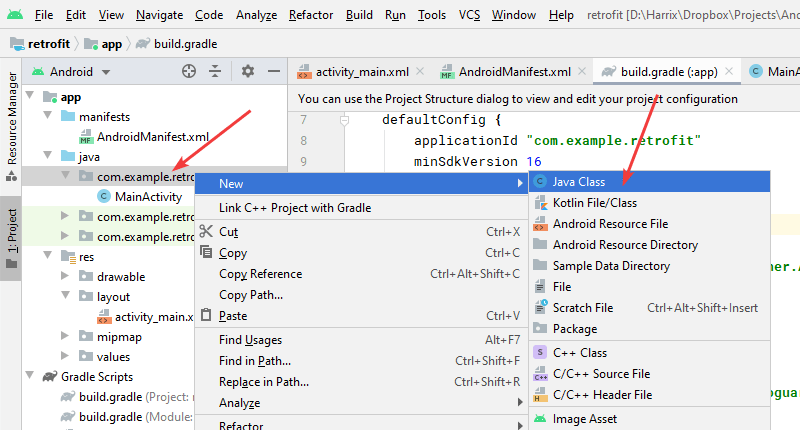 File Edit View Navigate Code Analyze Refactor Build Run Tools VCS Window Help retrofit [D:\Harrix\Dropbox\Projects\And
retrofit app build.gradle
Android
activity_main.xml AndroidManifest.xml build.gradle (:app) MainA
Resource Manager
1: Project
app
manifests
AndroidManifest.xml
java
com.example.retro
MainActivity
com.example.retro
com.example.retro
res
drawable
layout
activity_main.x
mipmap
values
Gradle Scripts
build.gradle (Project: r
build.gradle (Module:
You can use the Project Structure dialog to view and edit your project configuration
7 defaultConfig {
8 applicationId "com.example.retrofit"
9 minSdkVersion 16
ner.A
oguar
New
Link C++ Project with Gradle
Cut Ctrl+X
Copy Ctrl+C
Copy Reference Ctrl+Alt+Shift+C
Copy Path...
Paste Ctrl+V
Find Usages Alt+F7
Find in Path... Ctrl+Shift+F
Replace in Path... Ctrl+Shift+R
Analyze
Refactor
Java Class
Kotlin File/Class
Android Resource File
Android Resource Directory
Sample Data Directory
File
Scratch File Ctrl+Alt+Shift+Insert
Package
C++ Class
C/C++ Source File
C/C++ Header File
Image Asset